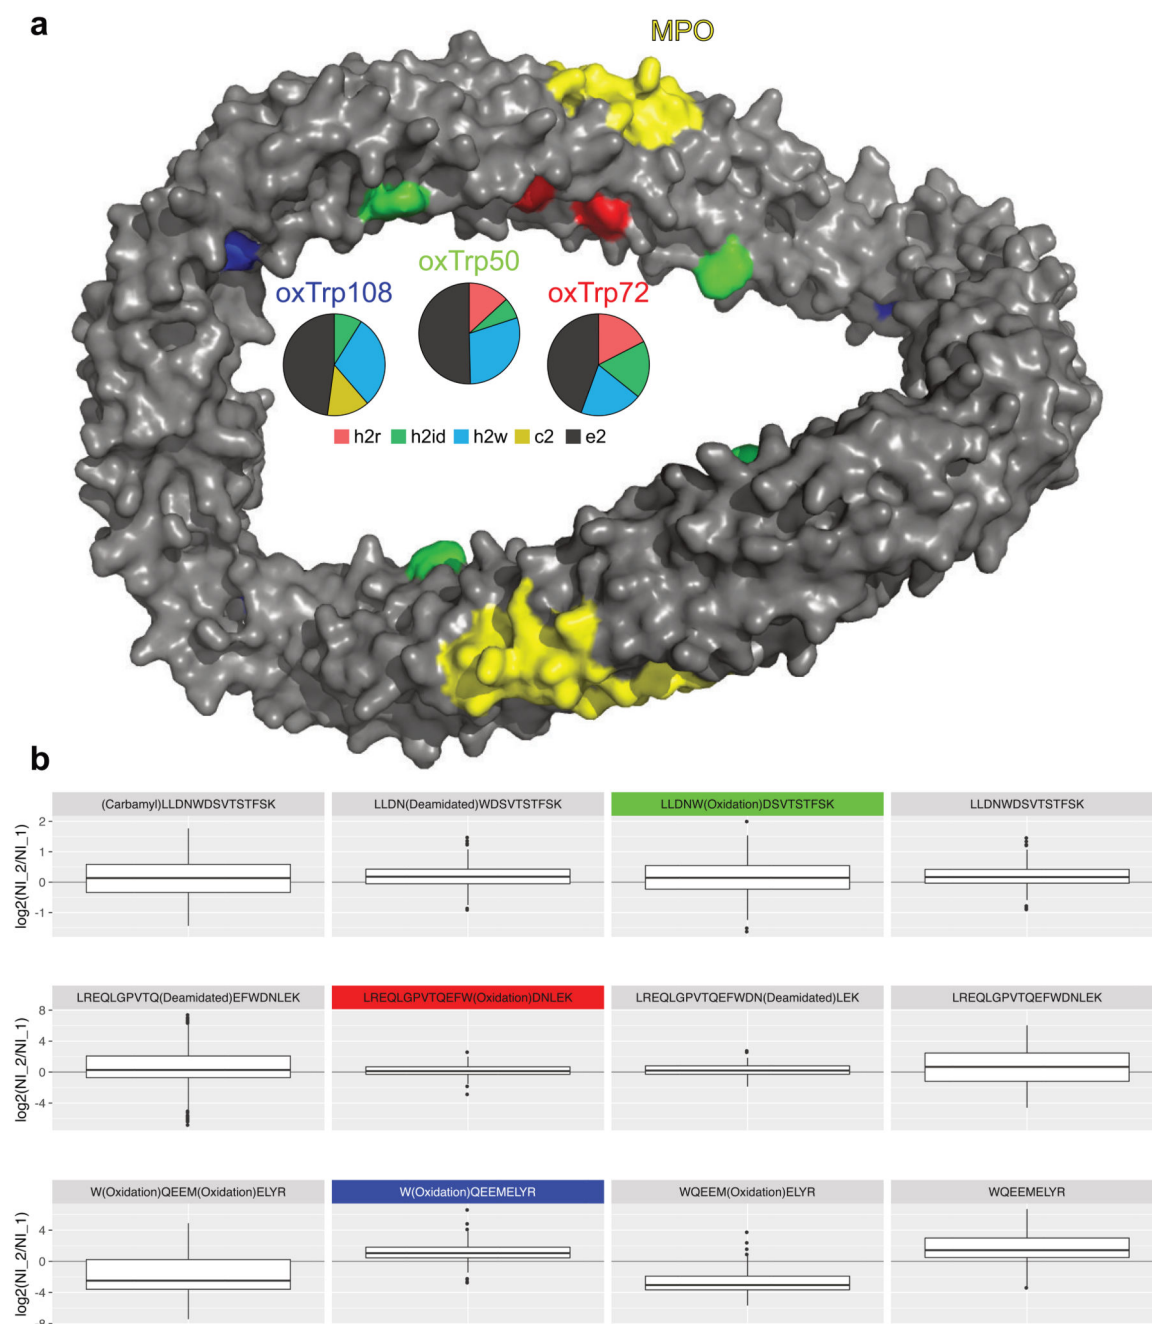 a
MPO
oxTrp50
oxTrp108
oxTrp72
h2r h2id h2w c2 e2
b
(Carbamyl)LLDNWDSVTSTFSK LLDN(Deamidated)WDSVTSTFSK LLDNW(Oxidation)DSVTSTFSK LLDNWDSVTSTFSK
log2(NI_2/NI_1)
2
1
0
-1
LREQLGPVTQ(Deamidated)EFWDNLEK LREQLGPVTQEFW(Oxidation)DNLEK LREQLGPVTQEFWDN(Deamidated)LEK LREQLGPVTQEFWDNLEK
log2(NI_2/NI_1)
8
4
0
-4
W(Oxidation)QEEM(Oxidation)ELYR W(Oxidation)QEEMELYR WQEEM(Oxidation)ELYR WQEEMELYR
log2(NI_2/NI_1)
4
0
-4
-8